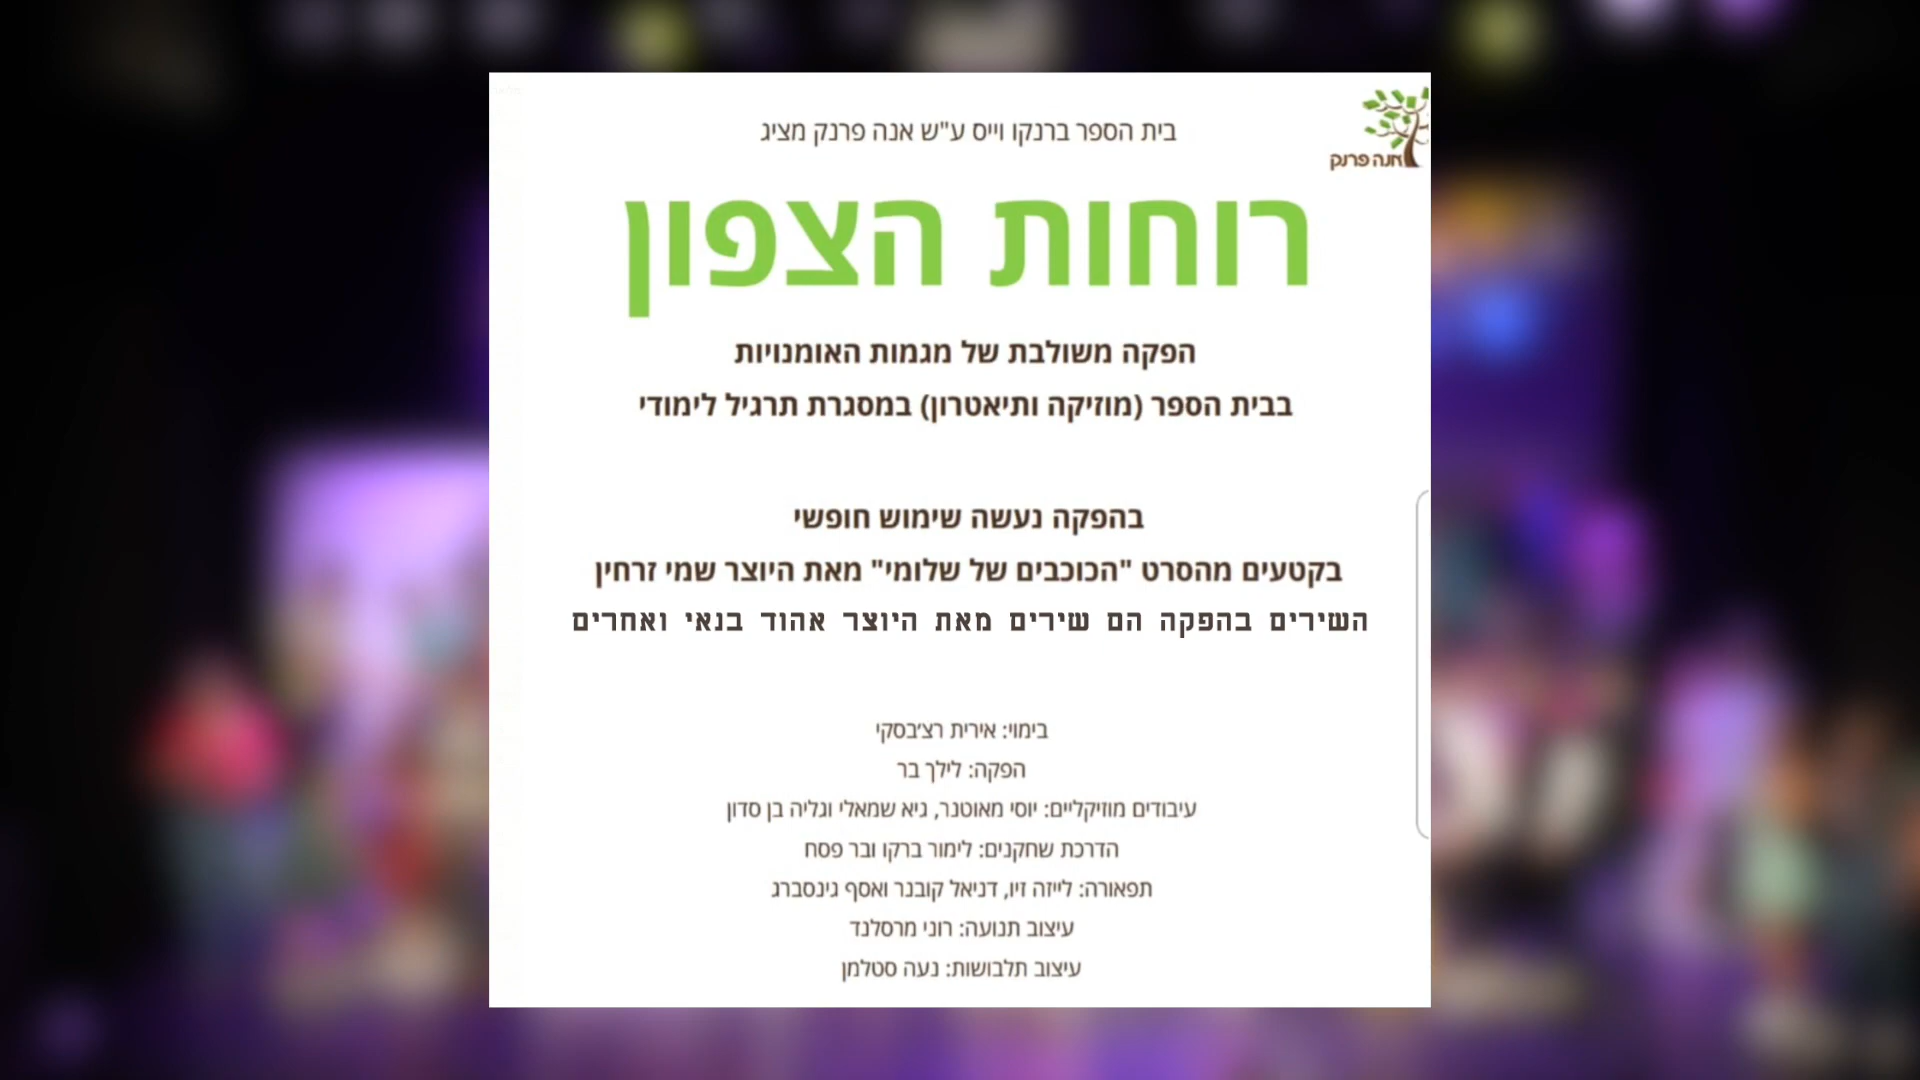 אנה פרנק
בית הספר ברנקו וייס ע"ש אנה פרנק מציג
רוחות הצפון
הפקה משולבת של מגמות האומנויות
בבית הספר (מוזיקה ותיאטרון) במסגרת תרגיל לימודי
בהפקה נעשה שימוש חופשי
בקטעים מהסרט "הכוכבים של שלומי" מאת היוצר שמי זרחין
השירים בהפקה הם שירים מאת היוצר אהוד בנאי ואחרים
בימוי: אירית רצ'בסקי
הפקה: לילך בר
עיבודים מוזיקליים: יוסי מאוטנר, גיא שמאלי וגליה בן סדון
הדרכת שחקנים: לימור ברקו ובר פסח
תפאורה: לייזה זיו, דניאל קובנר ואסף גינסברג
עיצוב תנועה: רוני מרסלנד
עיצוב תלבושות: נעה סטלמן